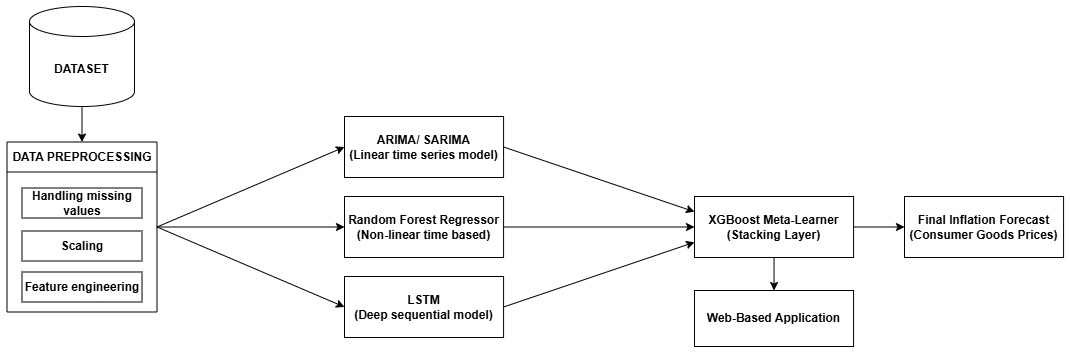 DATASET
DATA PREPROCESSING
Handling missing
values
Scaling
Feature engineering
ARIMA/ SARIMA
(Linear time series model)
Random Forest Regressor
(Non-linear time based)
LSTM
(Deep sequential model)
XGBoost Meta-Learner
(Stacking Layer)
Final Inflation Forecast
(Consumer Goods Prices)
Web-Based Application